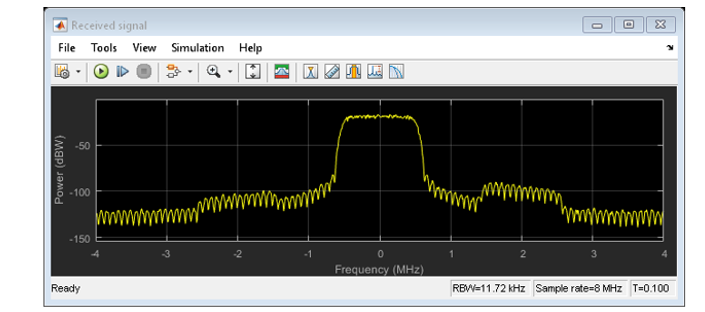 Received signal
File Tools View Simulation Help
Power (dBW)
-50
-100
-150
-4 -3 -2 -1 0 1 2 3 4
Frequency (MHz)
Ready RBW=11.72 kHz Sample rate=8 MHz T=0.100